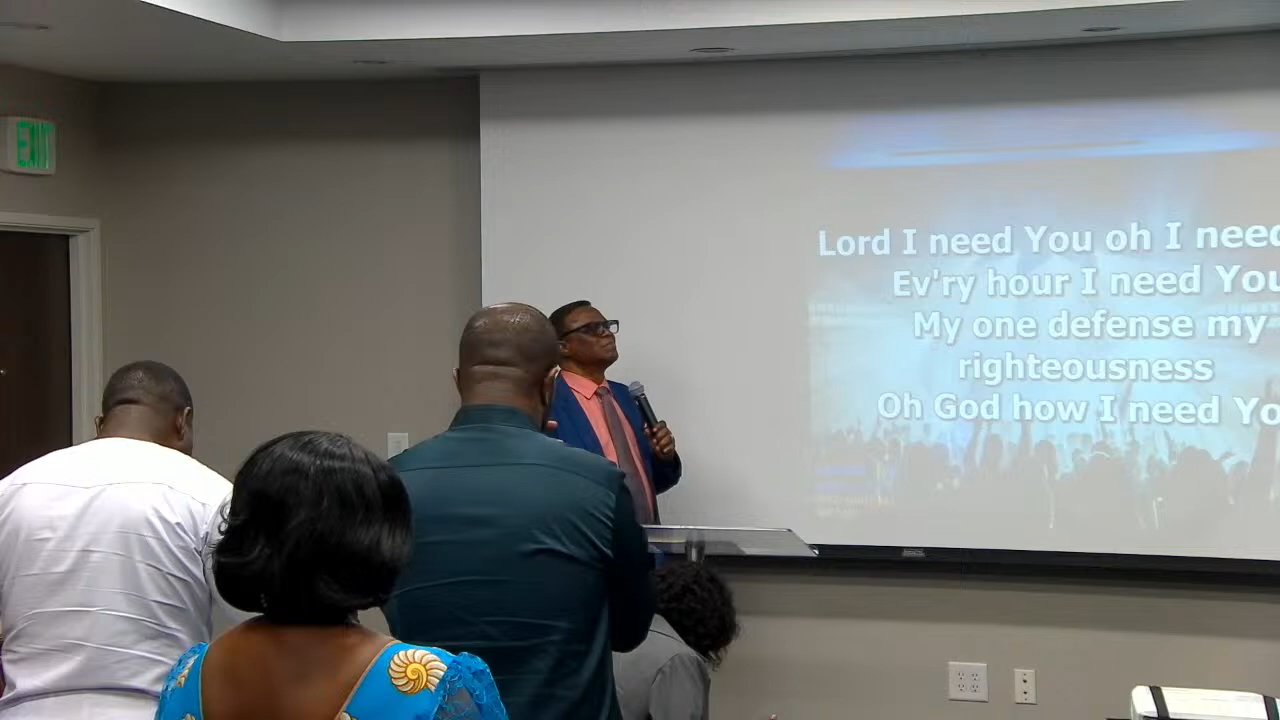 EXIT
Lord I need You oh I need
Ev'ry hour I need You
My one defense my
righteousness
Oh God how I need Yo